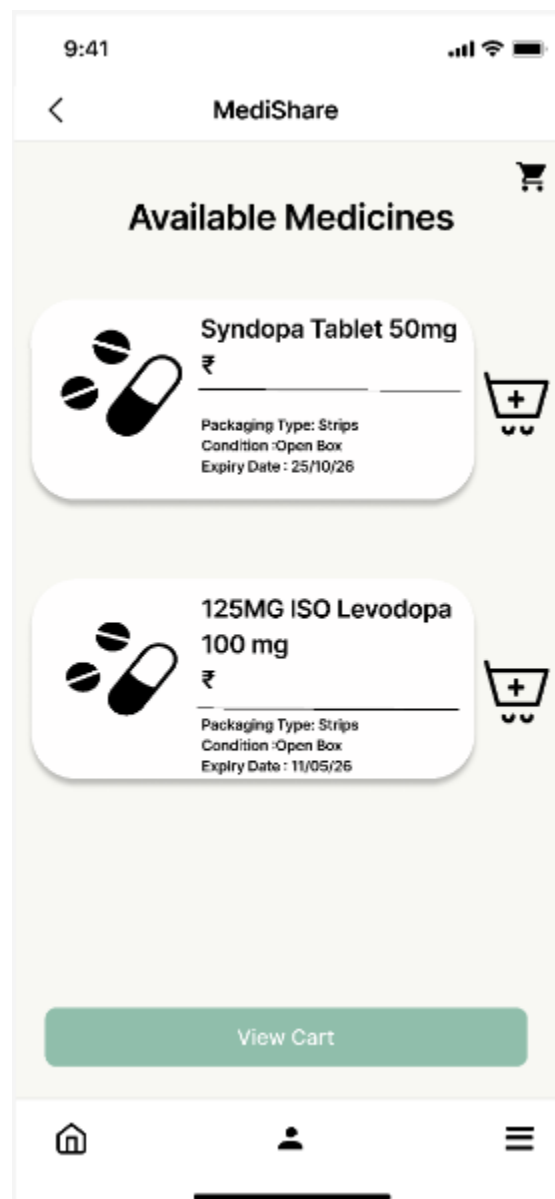 9:41
MediShare
Available Medicines
Syndopa Tablet 50mg
₹
Packaging Type: Strips
Condition :Open Box
Expiry Date : 25/10/26
125MG ISO Levodopa
100 mg
₹
Packaging Type: Strips
Condition :Open Box
Expiry Date : 11/05/26
View Cart